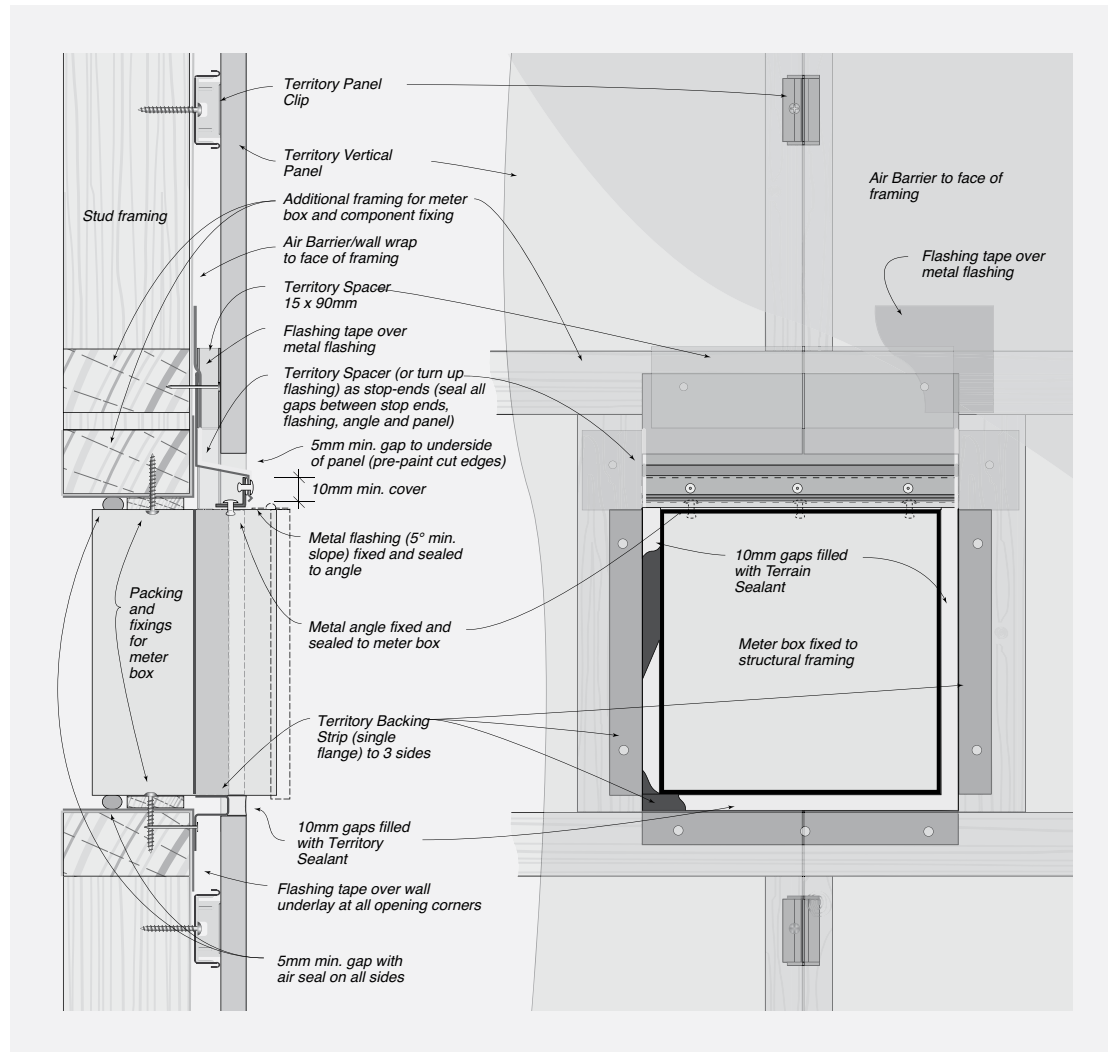 Territory Panel
Clip
Territory Vertical
Panel
Stud framing
Additional framing for meter
box and component fixing
Air Barrier/wall wrap
to face of framing
Territory Spacer
15 x 90mm
Flashing tape over
metal flashing
Territory Spacer (or turn up
flashing) as stop-ends (seal all
gaps between stop ends,
flashing, angle and panel)
5mm min. gap to underside
of panel (pre-paint cut edges)
10mm min. cover
Metal flashing (5° min.
slope) fixed and sealed
to angle
Packing
and
fixings
for
meter
box
Metal angle fixed and
sealed to meter box
Territory Backing
Strip (single
flange) to 3 sides
10mm gaps filled
with Territory
Sealant
Flashing tape over wall
underlay at all opening corners
5mm min. gap with
air seal on all sides
Air Barrier to face of
framing
Flashing tape over
metal flashing
10mm gaps filled
with Terrain
Sealant
Meter box fixed to
structural framing